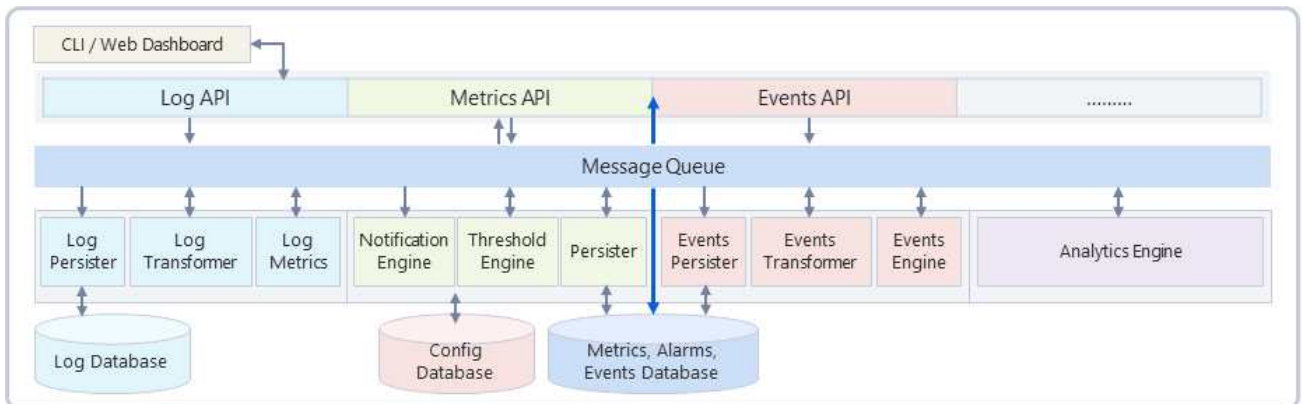 CLI / Web Dashboard
Log API
Metrics API
Events API
.........
Message Queue
Log
Persister
Log
Transformer
Log
Metrics
Notification
Engine
Threshold
Engine
Persister
Events
Persister
Events
Transformer
Events
Engine
Analytics Engine
Log Database
Config
Database
Metrics, Alarms,
Events Database